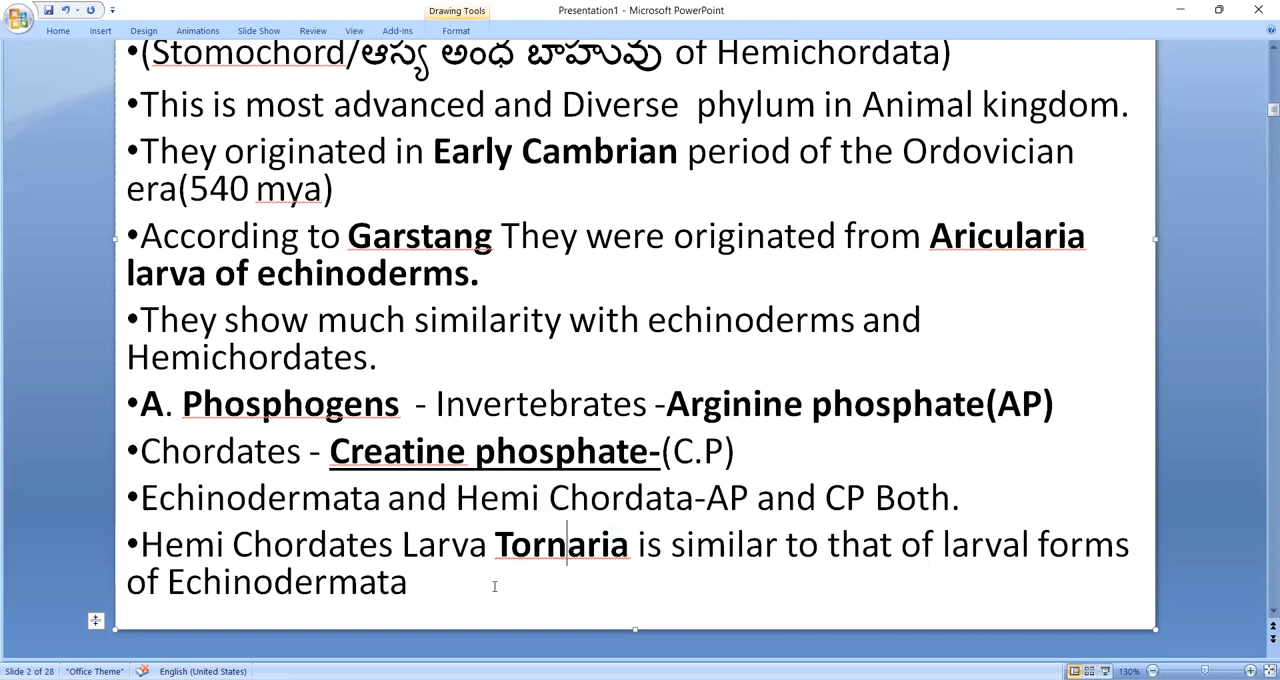 Drawing Tools
Presentation1 - Microsoft PowerPoint
Home Insert Design Animations Slide Show Review View Add-Ins Format
•(Stomochord/ఆస్య అంధ బాహువు of Hemichordata)
•This is most advanced and Diverse phylum in Animal kingdom.
•They originated in Early Cambrian period of the Ordovician
era(540 mya)
•According to Garstang They were originated from Aricularia
larva of echinoderms.
•They show much similarity with echinoderms and
Hemichordates.
•A. Phosphogens - Invertebrates -Arginine phosphate(AP)
•Chordates - Creatine phosphate-(C.P)
•Echinodermata and Hemi Chordata-AP and CP Both.
•Hemi Chordates Larva Tornaria is similar to that of larval forms
of Echinodermata
Slide 2 of 28 "Office Theme" English (United States) 130%